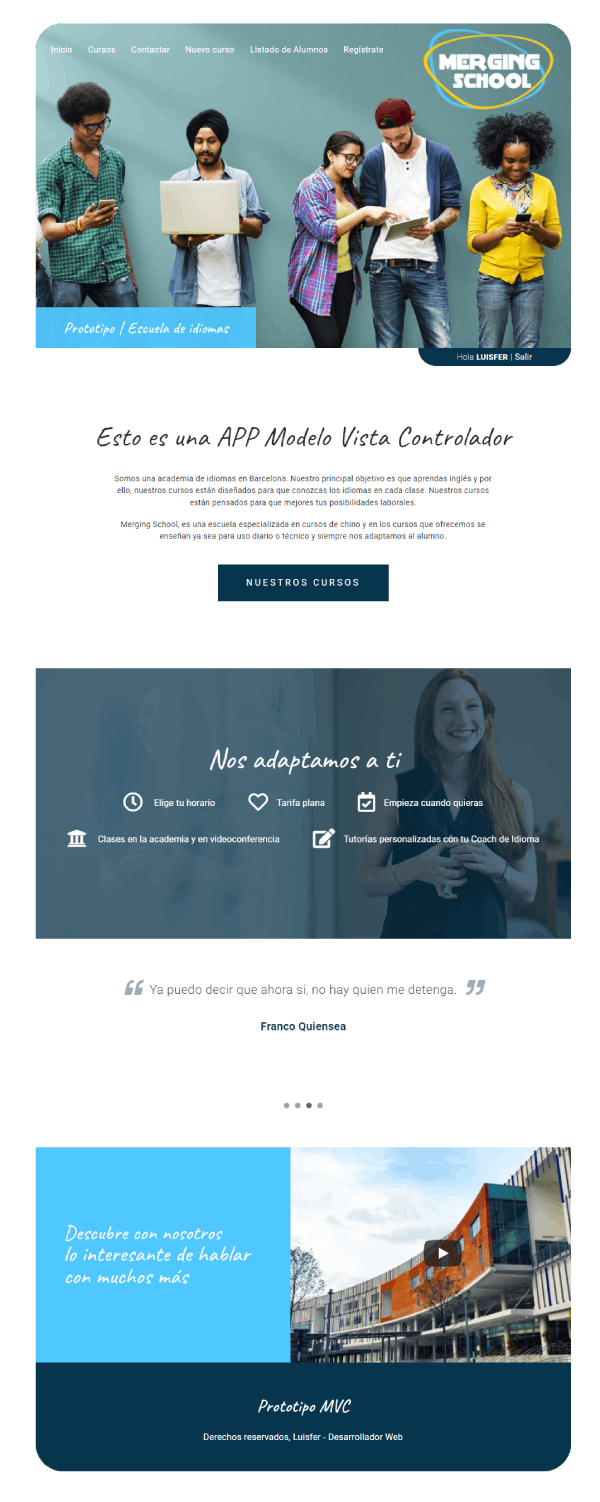 Inicio Cursos Contactar Nuevo curso Listado de Alumnos Regístrate
MERGING
SCHOOL
Prototipo | Escuela de idiomas
Hola LUISFER | Salir
Esto es una APP Modelo Vista Controlador
Somos una academia de idiomas en Barcelona. Nuestro principal objetivo es que aprendas inglés y por
ello, nuestros cursos están diseñados para que conozcas los idiomas en cada clase. Nuestros cursos
están pensados para que mejores tus posibilidades laborales.
Merging School, es una escuela especializada en cursos de chino y en los cursos que ofrecemos se
enseñan ya sea para uso diario o técnico y siempre nos adaptamos al alumno.
NUESTROS CURSOS
Nos adaptamos a ti
Elige tu horario Tarifa plana Empieza cuando quieras
Clases en la academia y en videoconferencia Tutorías personalizadas con tu Coach de Idioma
“ Ya puedo decir que ahora sí, no hay quien me detenga. ”
Franco Quiensea
Descubre con nosotros
lo interesante de hablar
con muchos más
Prototipo MVC
Derechos reservados, Luisfer - Desarrollador Web